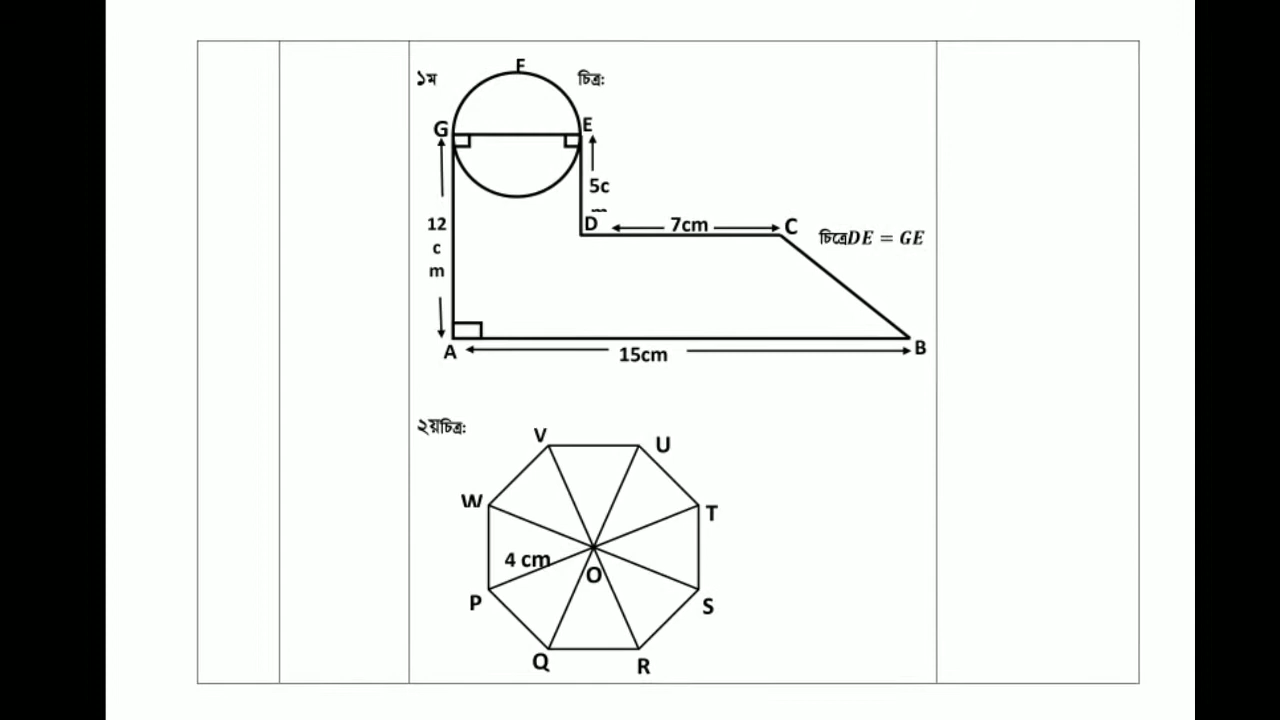 ১ম চিত্র:
F
G E
5c
m
12
c
m
D 7cm C
চিত্রেDE = GE
A 15cm B
২য়চিত্র:
V U
W T
4 cm
O
P S
Q R